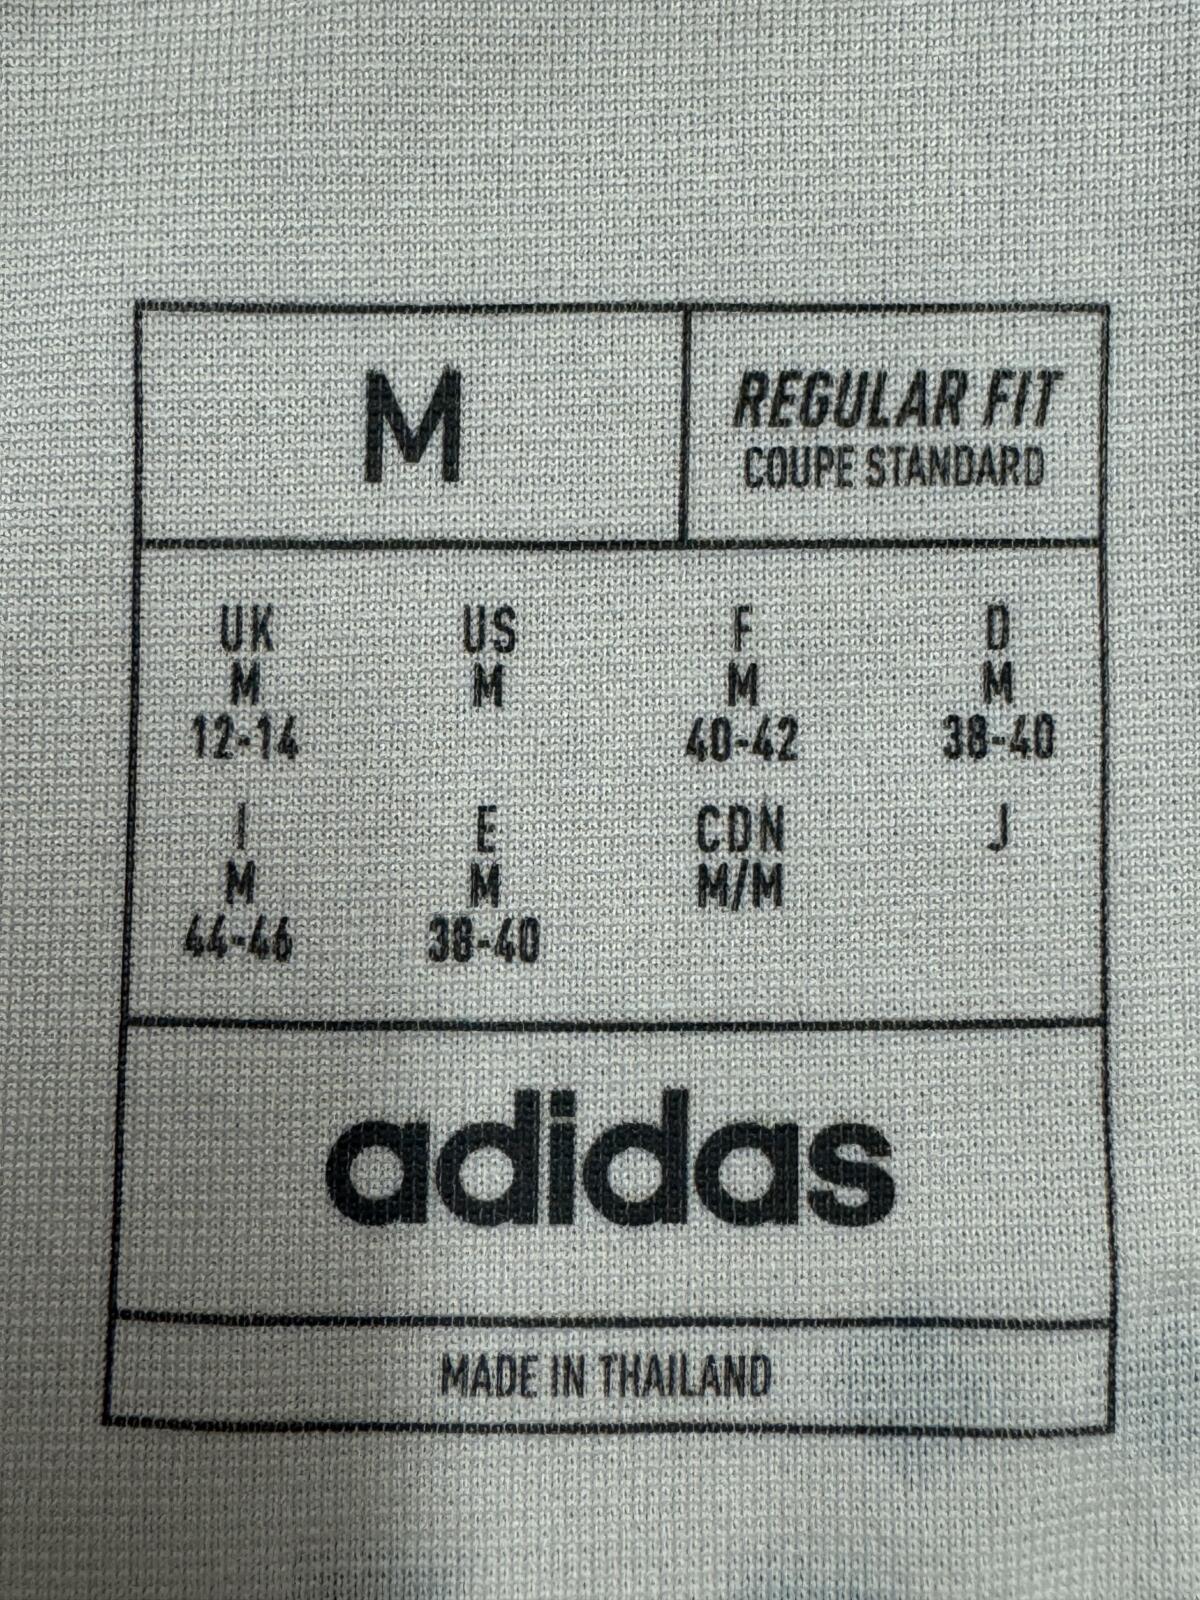 M
REGULAR FIT
COUPE STANDARD
UK US F D
M M M M
12-14 40-42 38-40
I E CDN J
M M M/M
44-46 38-40
adidas
MADE IN THAILAND